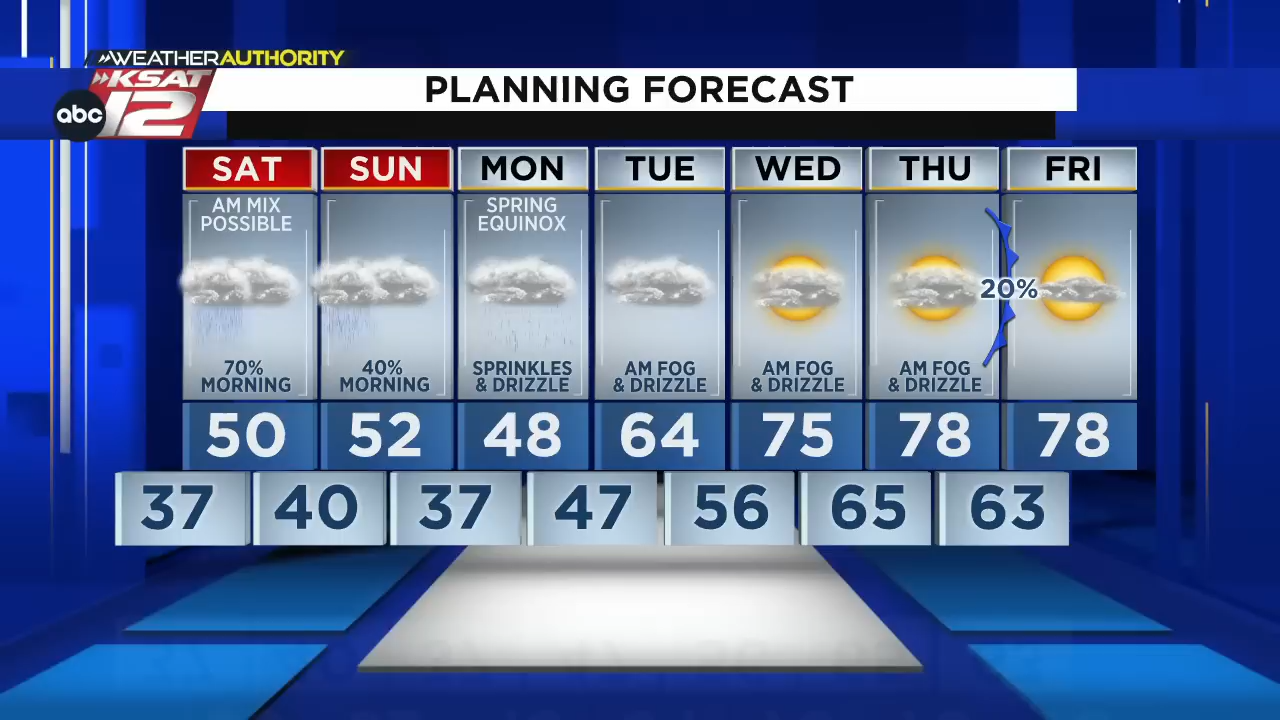 WEATHERAUTHORITY
KSAT
abc 12
PLANNING FORECAST
SAT SUN MON TUE WED THU FRI
AM MIX
POSSIBLE
SPRING
EQUINOX
20%
70%
MORNING
40%
MORNING
SPRINKLES
& DRIZZLE
AM FOG
& DRIZZLE
AM FOG
& DRIZZLE
AM FOG
& DRIZZLE
50 52 48 64 75 78 78
37 40 37 47 56 65 63